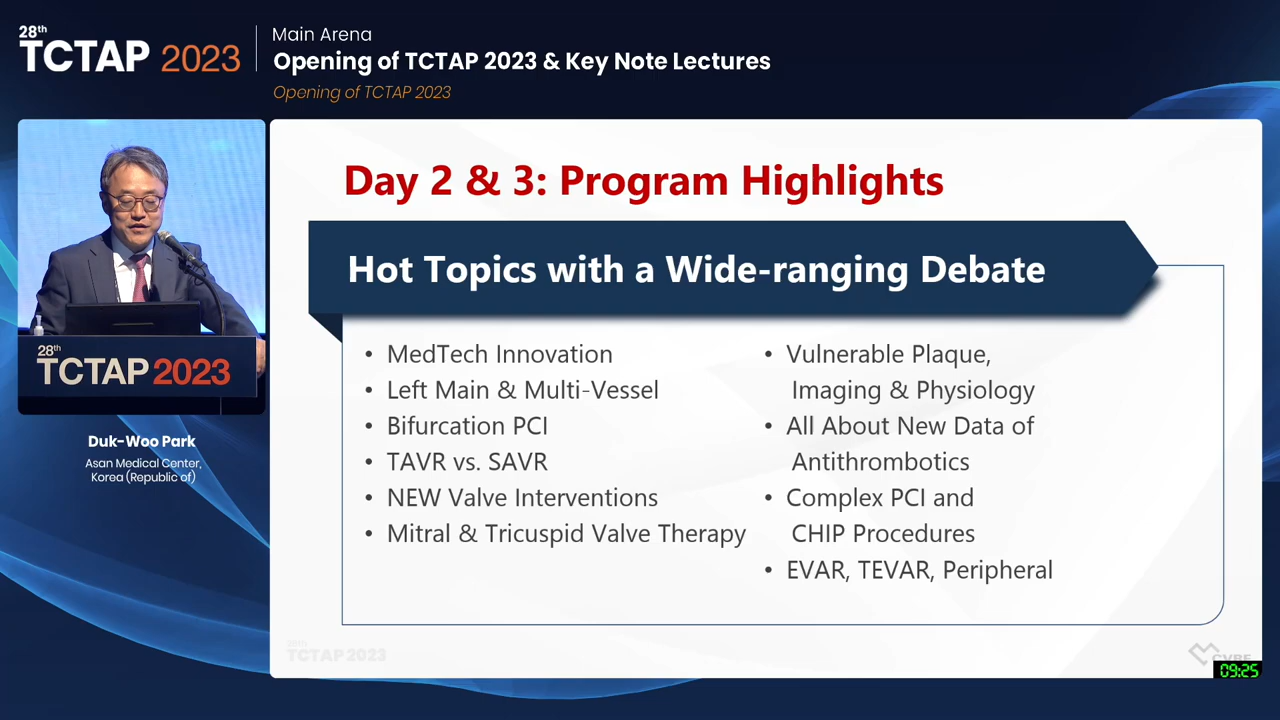 28th
TCTAP 2023
Main Arena
Opening of TCTAP 2023 & Key Note Lectures
Opening of TCTAP 2023
28th
TCTAP 2023
Duk-Woo Park
Asan Medical Center,
Korea (Republic of)
Day 2 & 3: Program Highlights
Hot Topics with a Wide-ranging Debate
• MedTech Innovation
• Left Main & Multi-Vessel
• Bifurcation PCI
• TAVR vs. SAVR
• NEW Valve Interventions
• Mitral & Tricuspid Valve Therapy
• Vulnerable Plaque,
Imaging & Physiology
• All About New Data of
Antithrombotics
• Complex PCI and
CHIP Procedures
• EVAR, TEVAR, Peripheral
28th
TCTAP 2023
CVRF
09:25